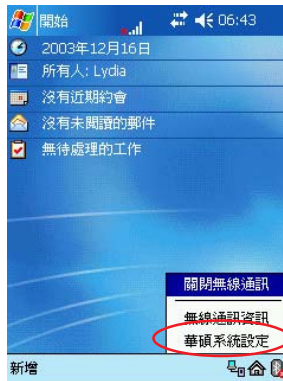 開始 06:43
2003年12月16日
所有人: Lydia
沒有近期約會
沒有未閱讀的郵件
無待處理的工作
關閉無線通訊
無線通訊資訊
華碩系統設定
新增